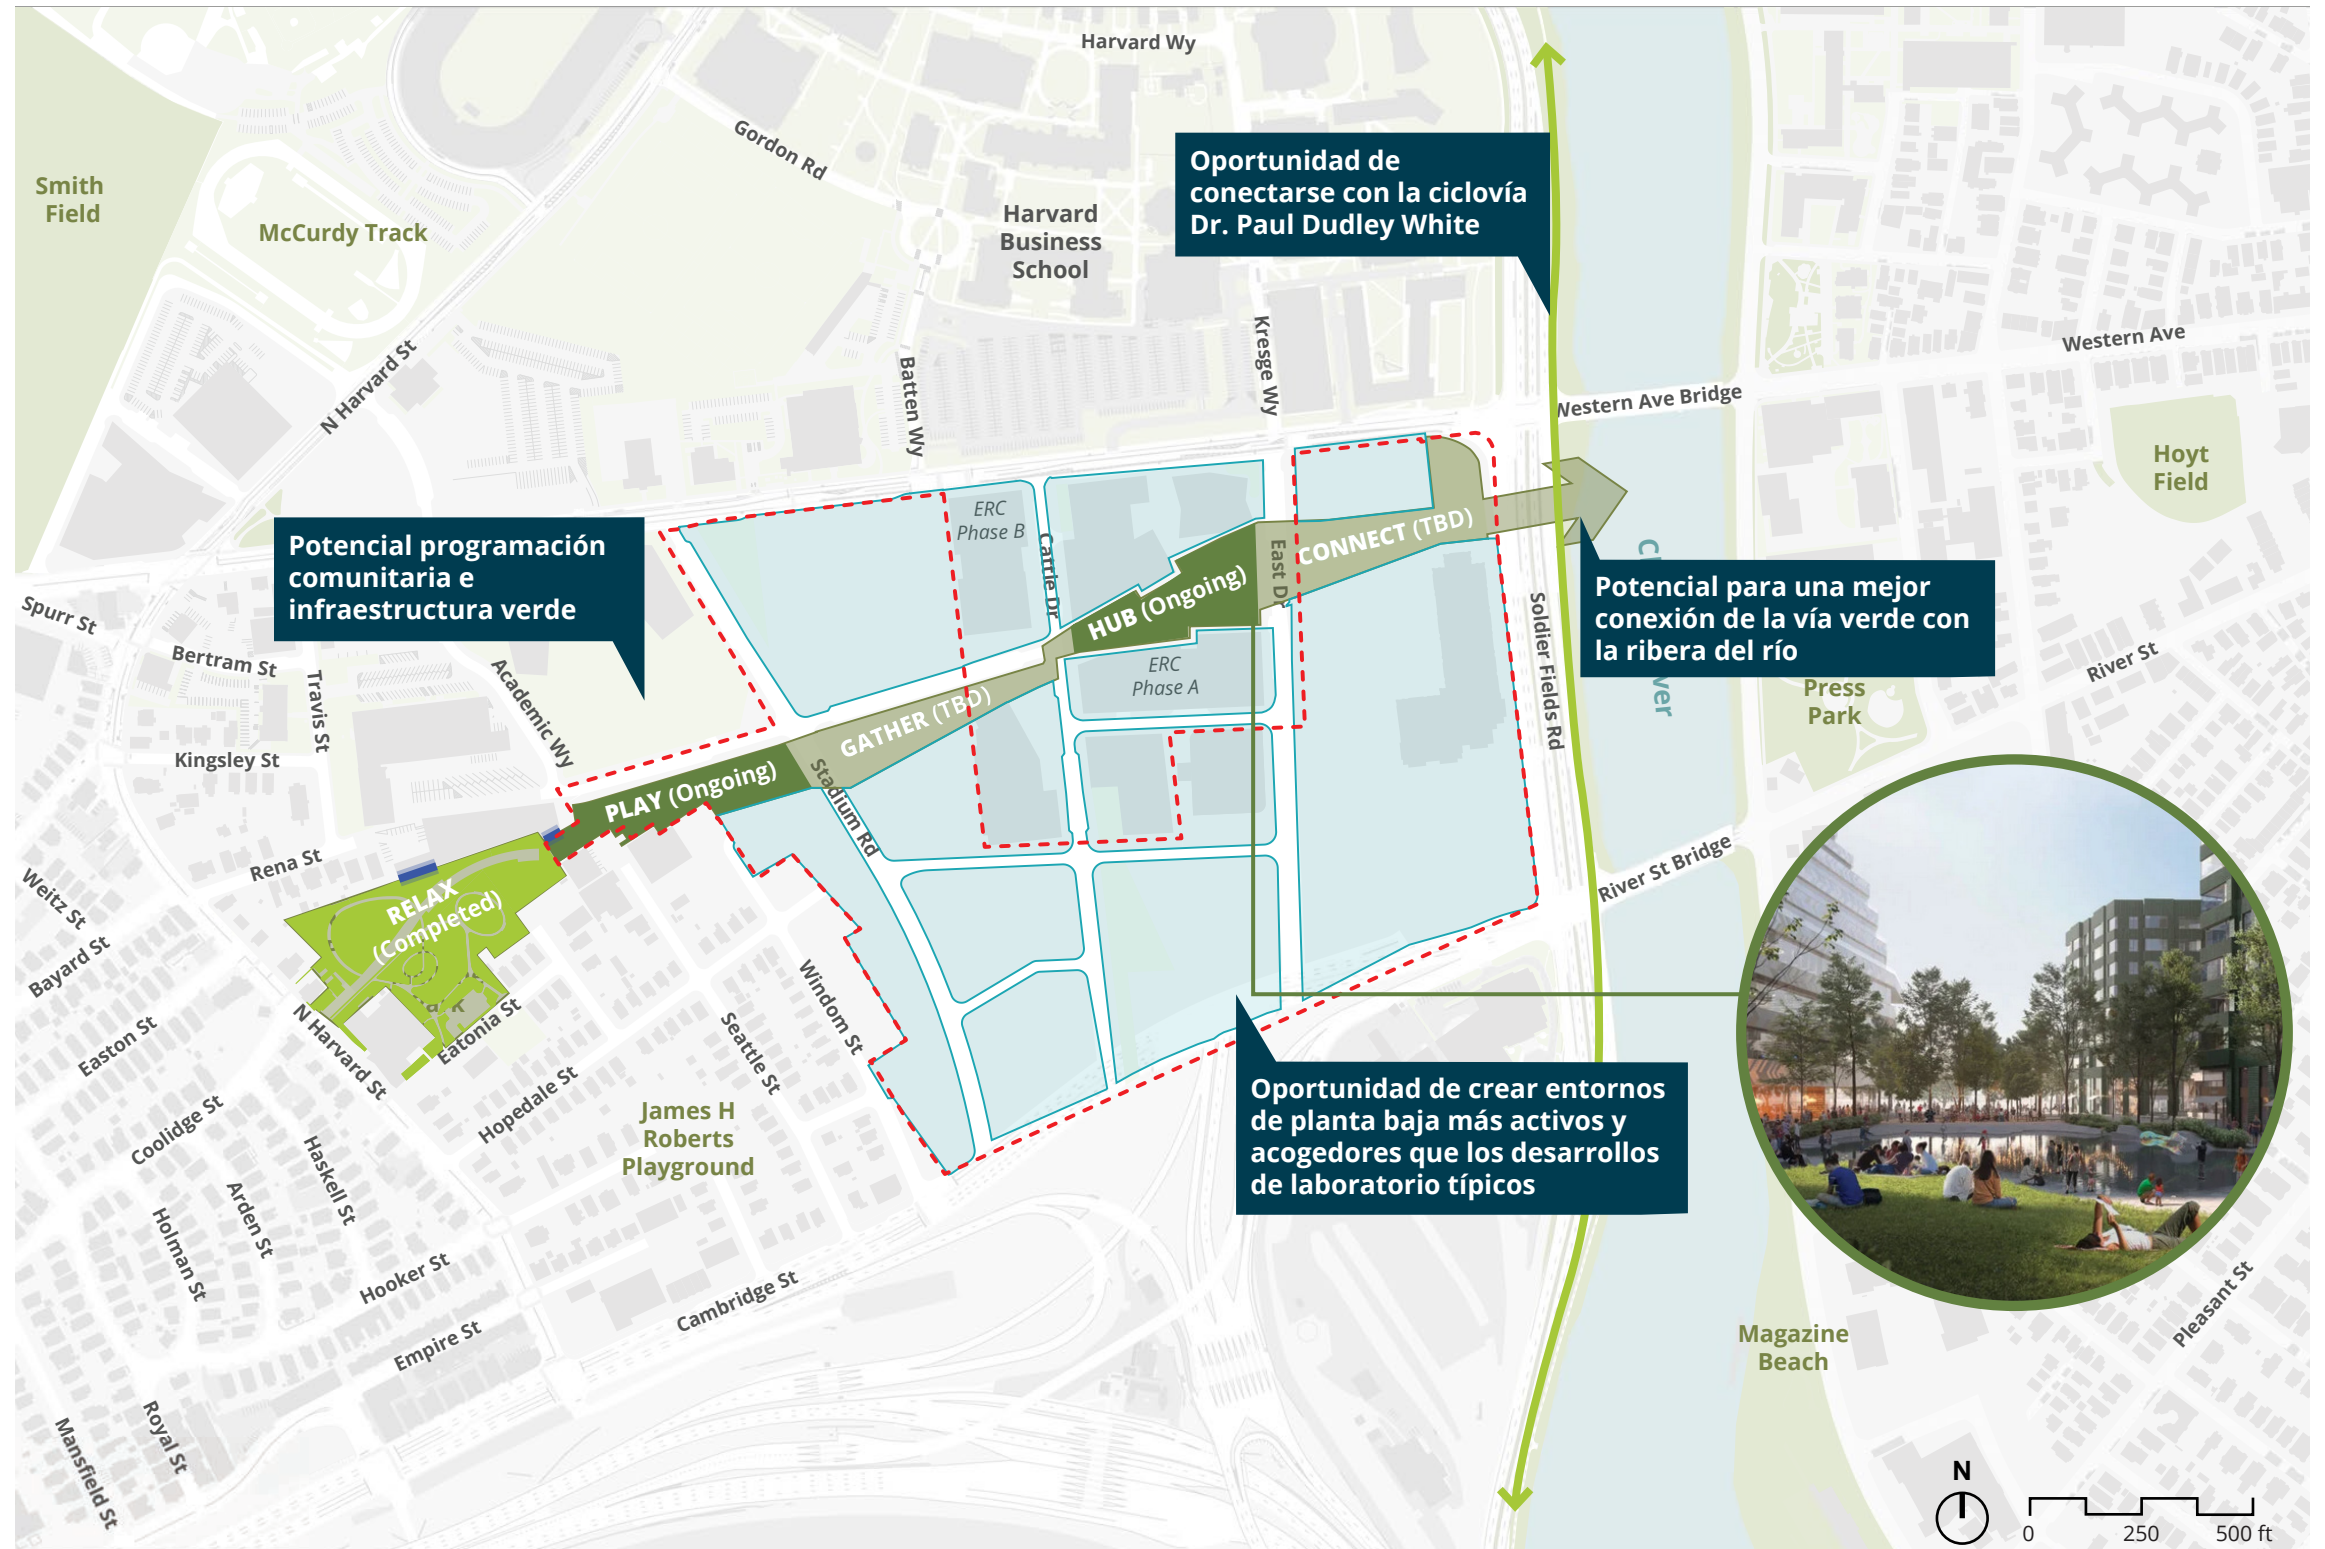 Harvard Wy
Gordon Rd
Smith
Field
McCurdy Track
Harvard
Business
School
Oportunidad de
conectarse con la ciclovía
Dr. Paul Dudley White
N Harvard St
Batten Wy
Kresge Wy
Western Ave
Western Ave Bridge
Hoyt
Field
Potencial programación
comunitaria e
infraestructura verde
ERC
Phase B
Cattle Dr
East Dr
CONNECT (TBD)
HUB (Ongoing)
ERC
Phase A
GATHER (TBD)
PLAY (Ongoing)
RELAX
(Completed)
Potencial para una mejor
conexión de la vía verde con
la ribera del río
Soldier Fields Rd
Press
Park
River St
River St Bridge
Spurr St
Bertram St
Travis St
Kingsley St
Academic Wy
Stadium Rd
Rena St
Weitz St
Bayard St
Easton St
N Harvard St
Eatonia St
Hopedale St
Windom St
Seattle St
James H
Roberts
Playground
Coolidge St
Haskell St
Arden St
Holman St
Hooker St
Empire St
Cambridge St
Royal St
Mansfield St
Oportunidad de crear entornos
de planta baja más activos y
acogedores que los desarrollos
de laboratorio típicos
Magazine
Beach
Pleasant St
N
0 250 500 ft